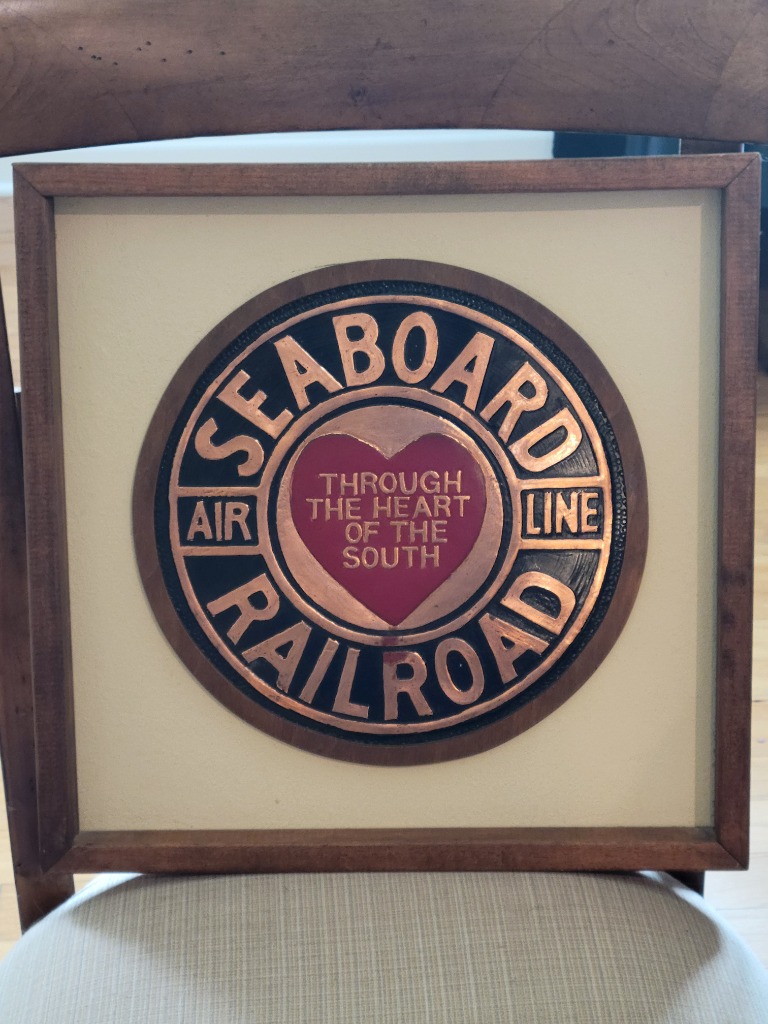 SEABOARD
AIR LINE
THROUGH
THE HEART
OF THE
SOUTH
RAILROAD